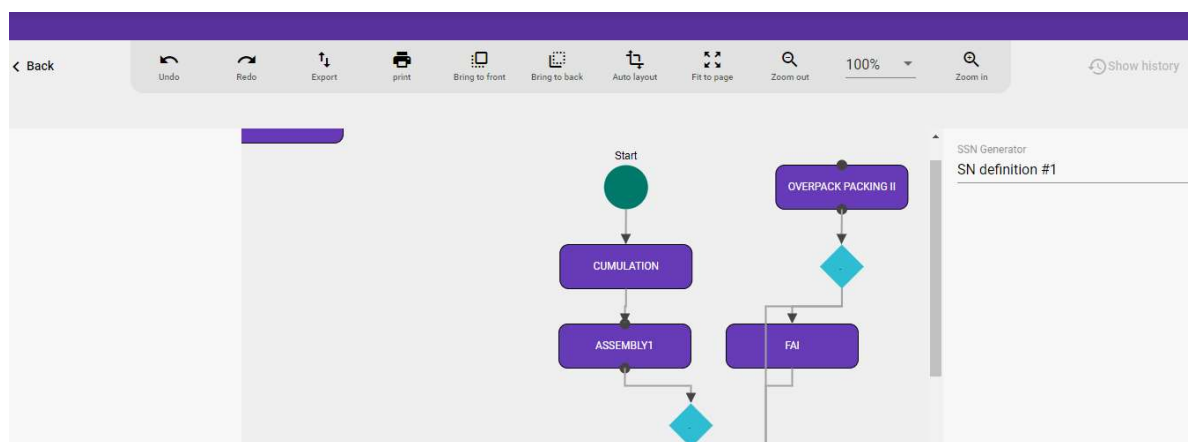 Back
Undo
Redo
Export
print
Bring to front
Bring to back
Auto layout
Fit to page
Zoom out
100%
Zoom in
Show history
Start
CUMULATION
ASSEMBLY1
OVERPACK PACKING II
FAI
SSN Generator
SN definition #1